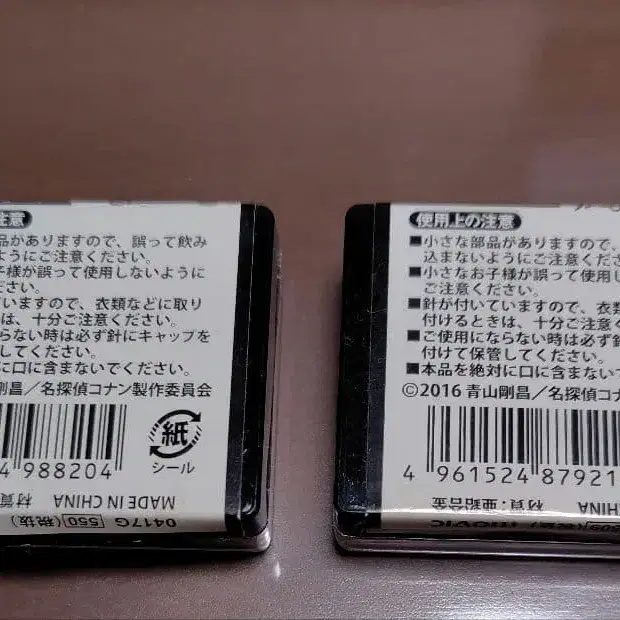 注意
品がありますので、誤って飲み
ようにご注意ください。
子様が誤って使用しないように
ださい。
いていますので、衣類などに取り
は、十分ご注意ください。
らない時は必ず針にキャップを
てください。
に口に含まないでください。
剛昌／名探偵コナン製作委員会
4 988204
紙
シール
材質
MADE IN CHINA
0417G 550 (税抜)
使用上の注意
■小さな部品がありますので、
込まないようにご注意くださ
■小さなお子様が誤って使用し
ご注意ください。
■針が付いていますので、衣類
付けるときは、十分ご注意く
■ご使用にならない時は必ず針
付けて保管してください。
■本品を絶対に口に含まないで
©2016 青山剛昌／名探偵コナ
4 961524 87921
材質：亜鉛合金
CHINA
movic